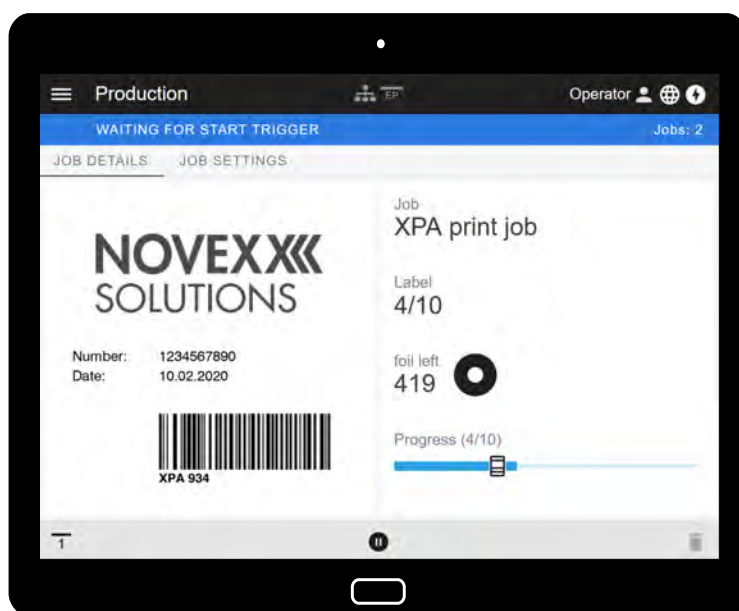 Production
EP
Operator
WAITING FOR START TRIGGER
Jobs: 2
JOB DETAILS
JOB SETTINGS
NOVEXX
SOLUTIONS
Number: 1234567890
Date: 10.02.2020
XPA 934
Job
XPA print job
Label
4/10
foil left
419
Progress (4/10)
1